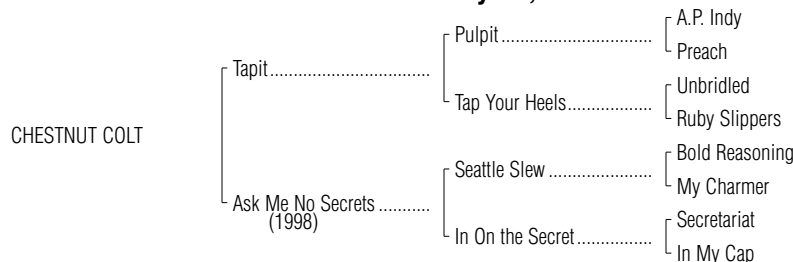 A.P. Indy
Pulpit
Preach
Tapit
Unbridled
Tap Your Heels
Ruby Slippers
CHESTNUT COLT
Bold Reasoning
Seattle Slew
My Charmer
Ask Me No Secrets
(1998)
Secretariat
In On the Secret
In My Cap